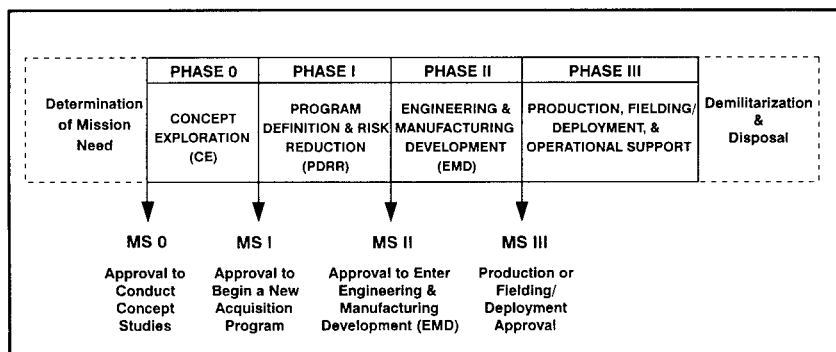 PHASE 0
PHASE I
PHASE II
PHASE III
Determination
of Mission
Need
CONCEPT
EXPLORATION
(CE)
PROGRAM
DEFINITION & RISK
REDUCTION
(PDRR)
ENGINEERING &
MANUFACTURING
DEVELOPMENT
(EMD)
PRODUCTION, FIELDING/
DEPLOYMENT, &
OPERATIONAL SUPPORT
Demilitarization
&
Disposal
MS 0
Approval to
Conduct
Concept
Studies
MS I
Approval to
Begin a New
Acquisition
Program
MS II
Approval to Enter
Engineering &
Manufacturing
Development (EMD)
MS III
Production or
Fielding/
Deployment
Approval